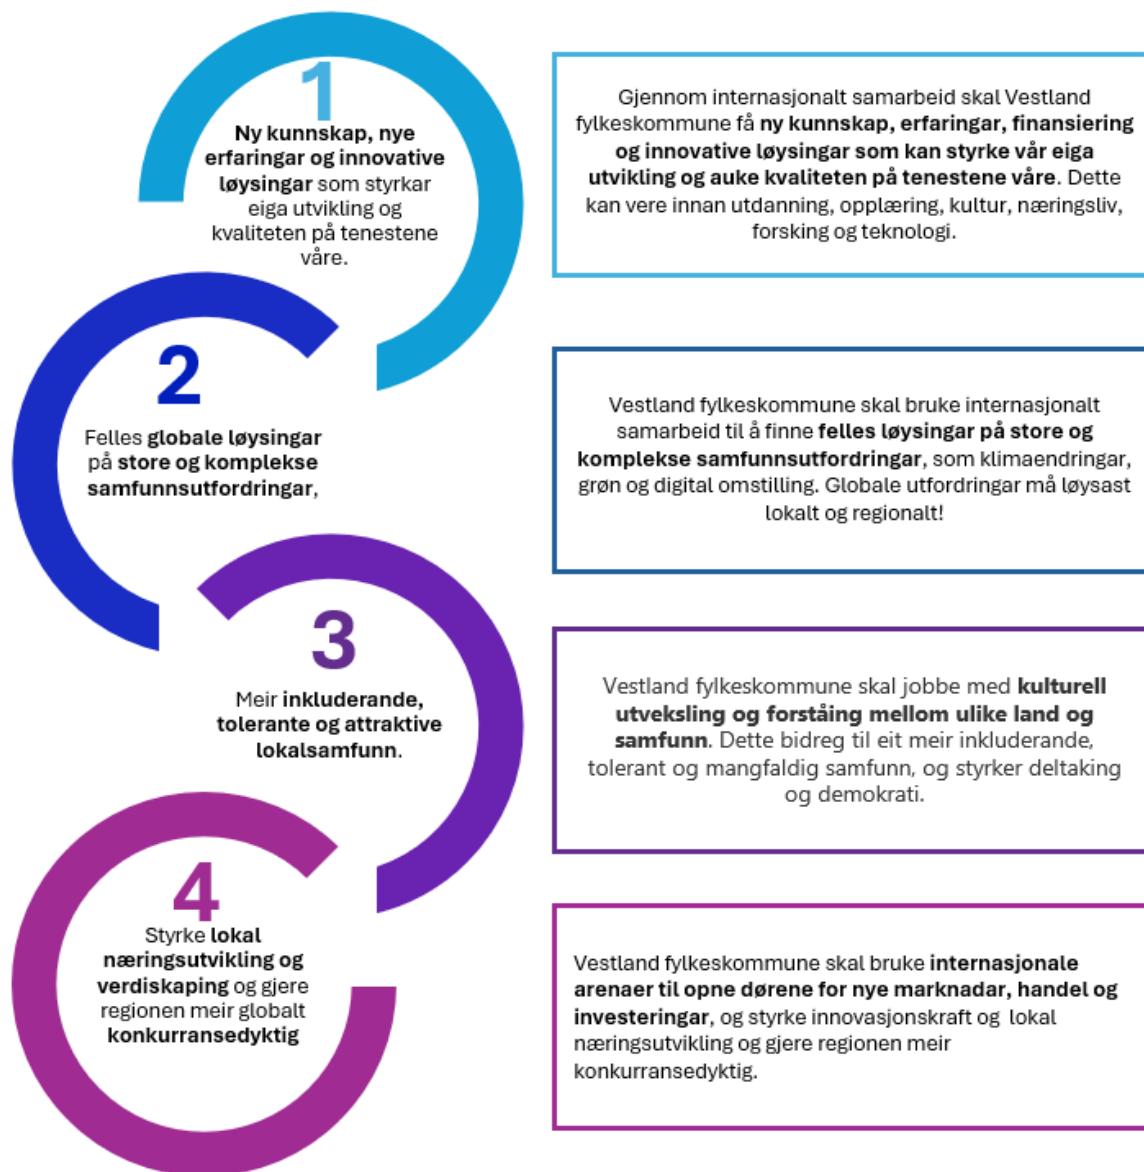 1
Ny kunnskap, nye
erfaringar og innovative
løysingar som styrkar
eiga utvikling og
kvaliteten på tenestene
våre.
Gjennom internasjonalt samarbeid skal Vestland
fylkeskommune få ny kunnskap, erfaringar, finansiering
og innovative løysingar som kan styrke vår eiga
utvikling og auke kvaliteten på tenestene våre. Dette
kan vere innan utdanning, opplæring, kultur, næringsliv,
forsking og teknologi.
2
Felles globale løysingar
på store og komplekse
samfunnsutfordringar,
Vestland fylkeskommune skal bruke internasjonalt
samarbeid til å finne felles løysingar på store og
komplekse samfunnsutfordringar, som klimaendringar,
grøn og digital omstilling. Globale utfordringar må løysast
lokalt og regionalt!
3
Meir inkluderande,
tolerante og attraktive
lokalsamfunn.
Vestland fylkeskommune skal jobbe med kulturell
utveksling og forståing mellom ulike land og
samfunn. Dette bidreg til eit meir inkluderande,
tolerant og mangfaldig samfunn, og styrker deltaking
og demokrati.
4
Styrke lokal
næringsutvikling og
verdiskaping og gjere
regionen meir globalt
konkurransedyktig
Vestland fylkeskommune skal bruke internasjonale
arenaer til opne dørene for nye marknadar, handel og
investeringar, og styrke innovasjonskraft og lokal
næringsutvikling og gjere regionen meir
konkurransedyktig.